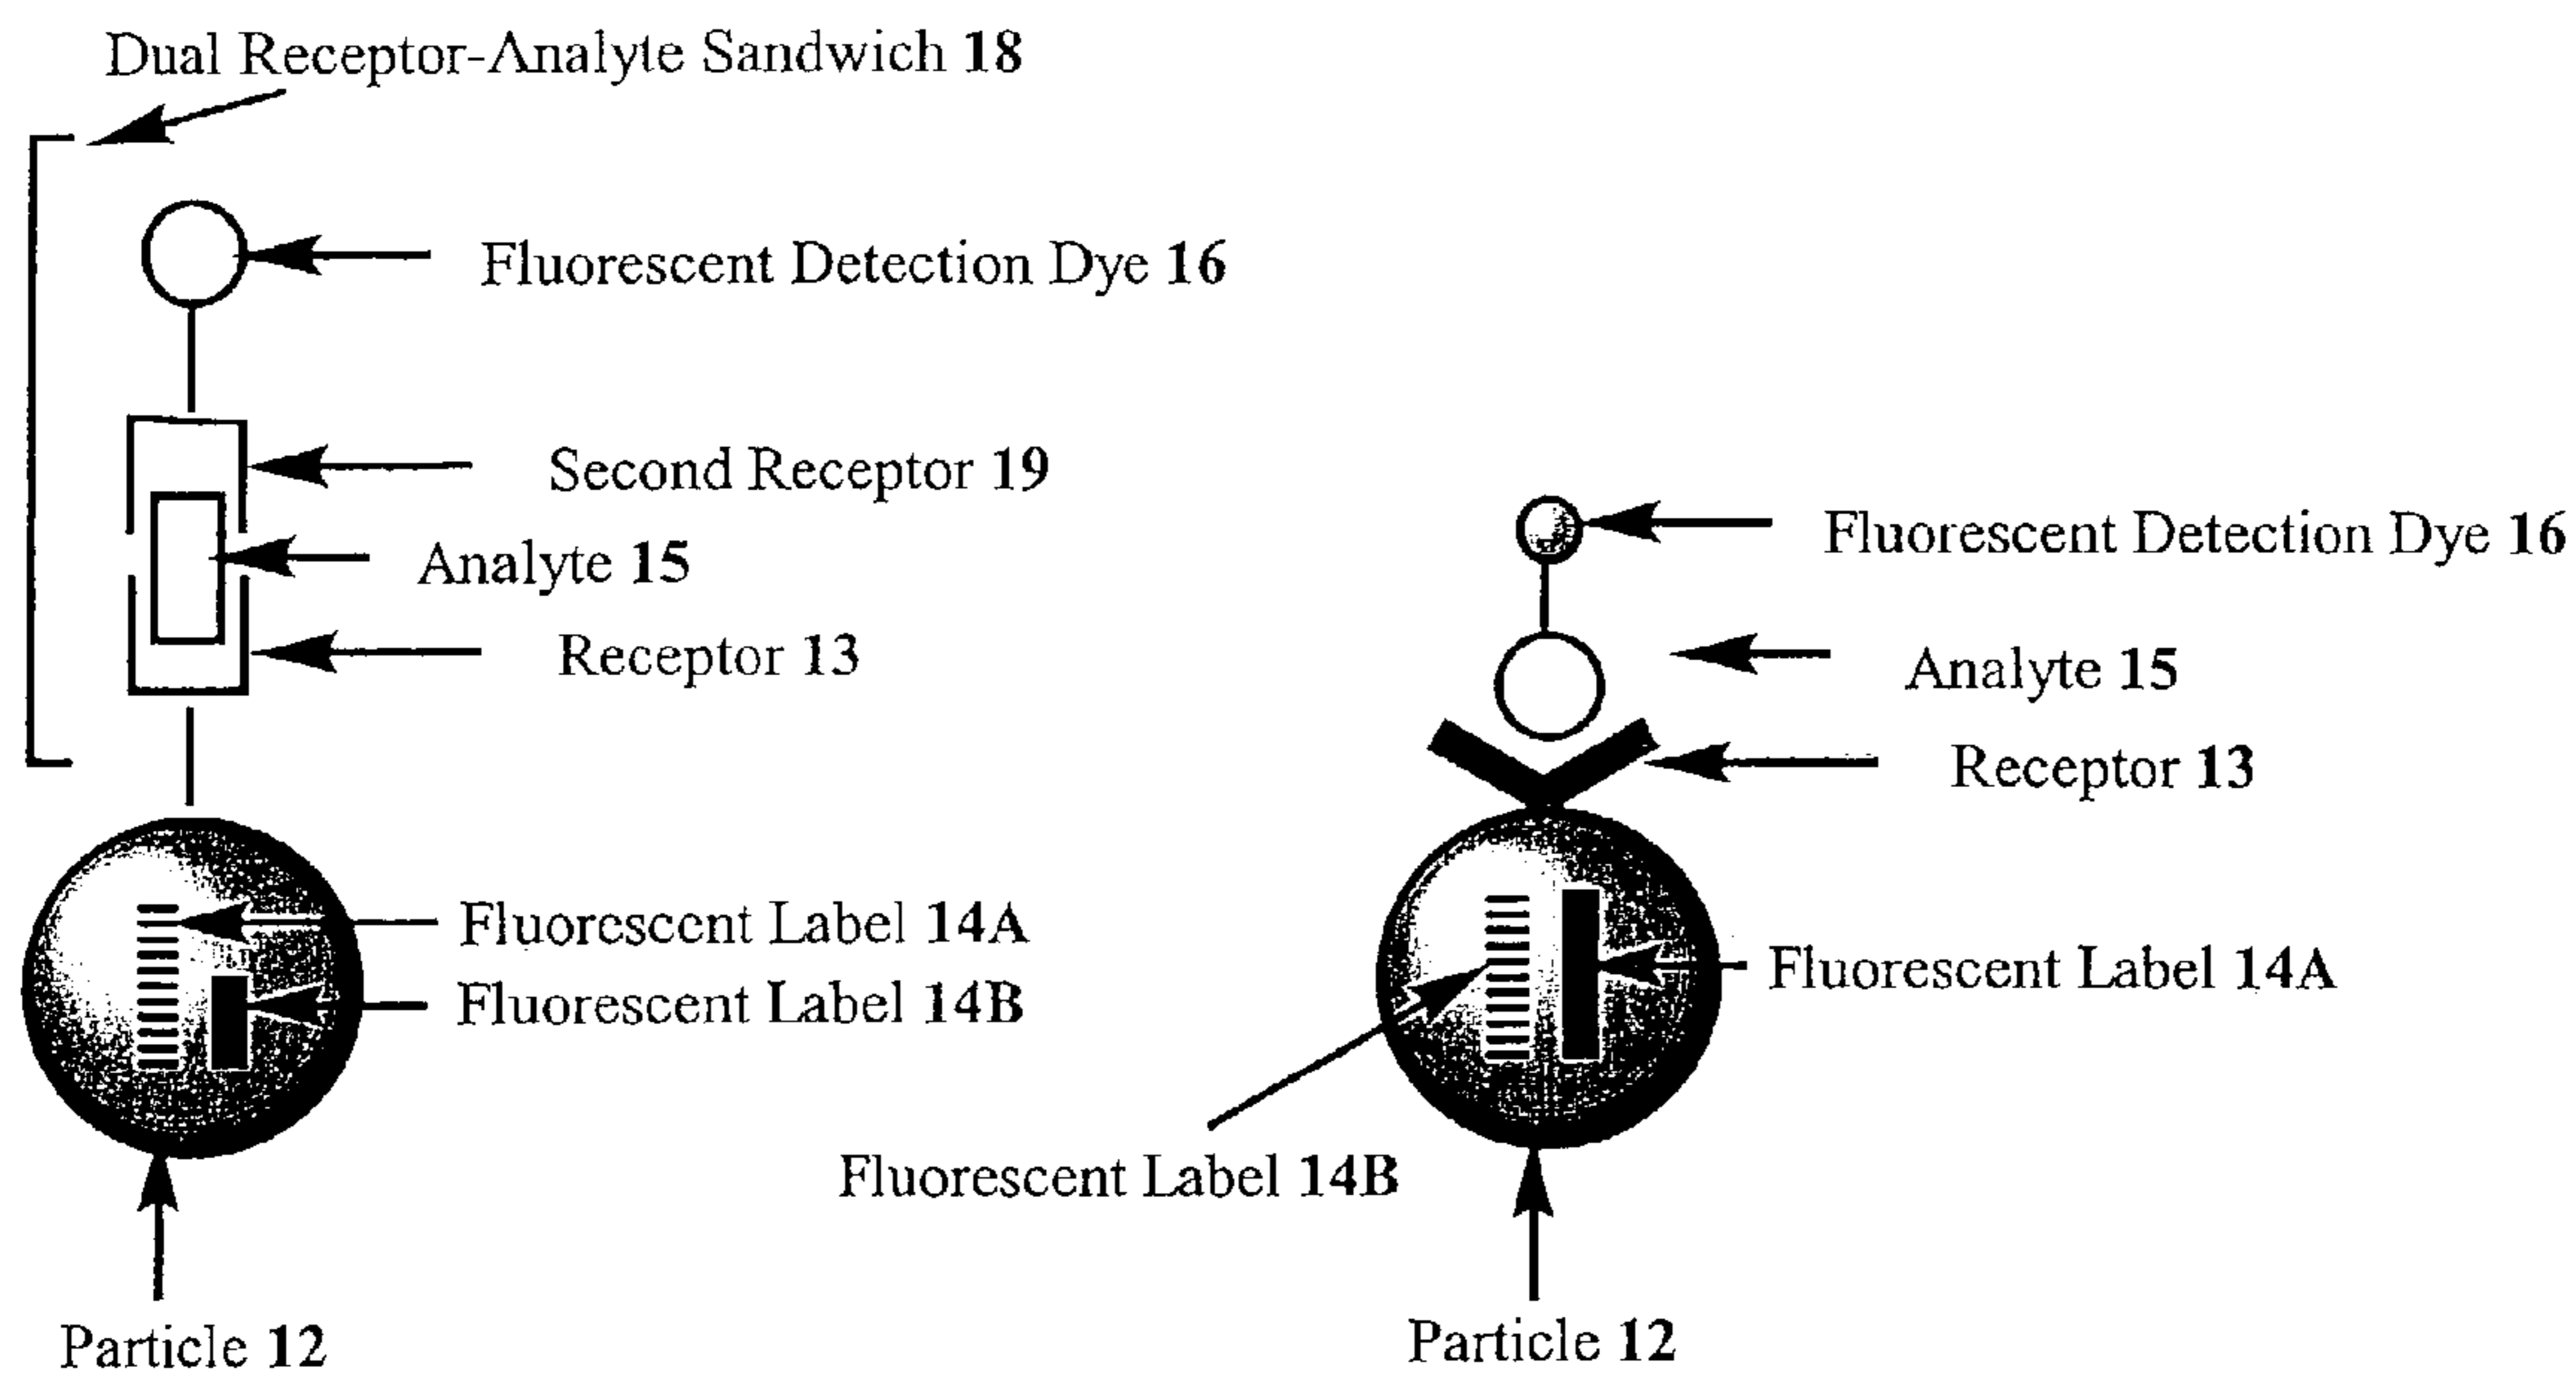 Dual Receptor-Analyte Sandwich 18
Fluorescent Detection Dye 16
Second Receptor 19
Analyte 15
Receptor 13
Fluorescent Label 14A
Fluorescent Label 14B
Particle 12
Fluorescent Detection Dye 16
Analyte 15
Receptor 13
Fluorescent Label 14A
Fluorescent Label 14B
Particle 12